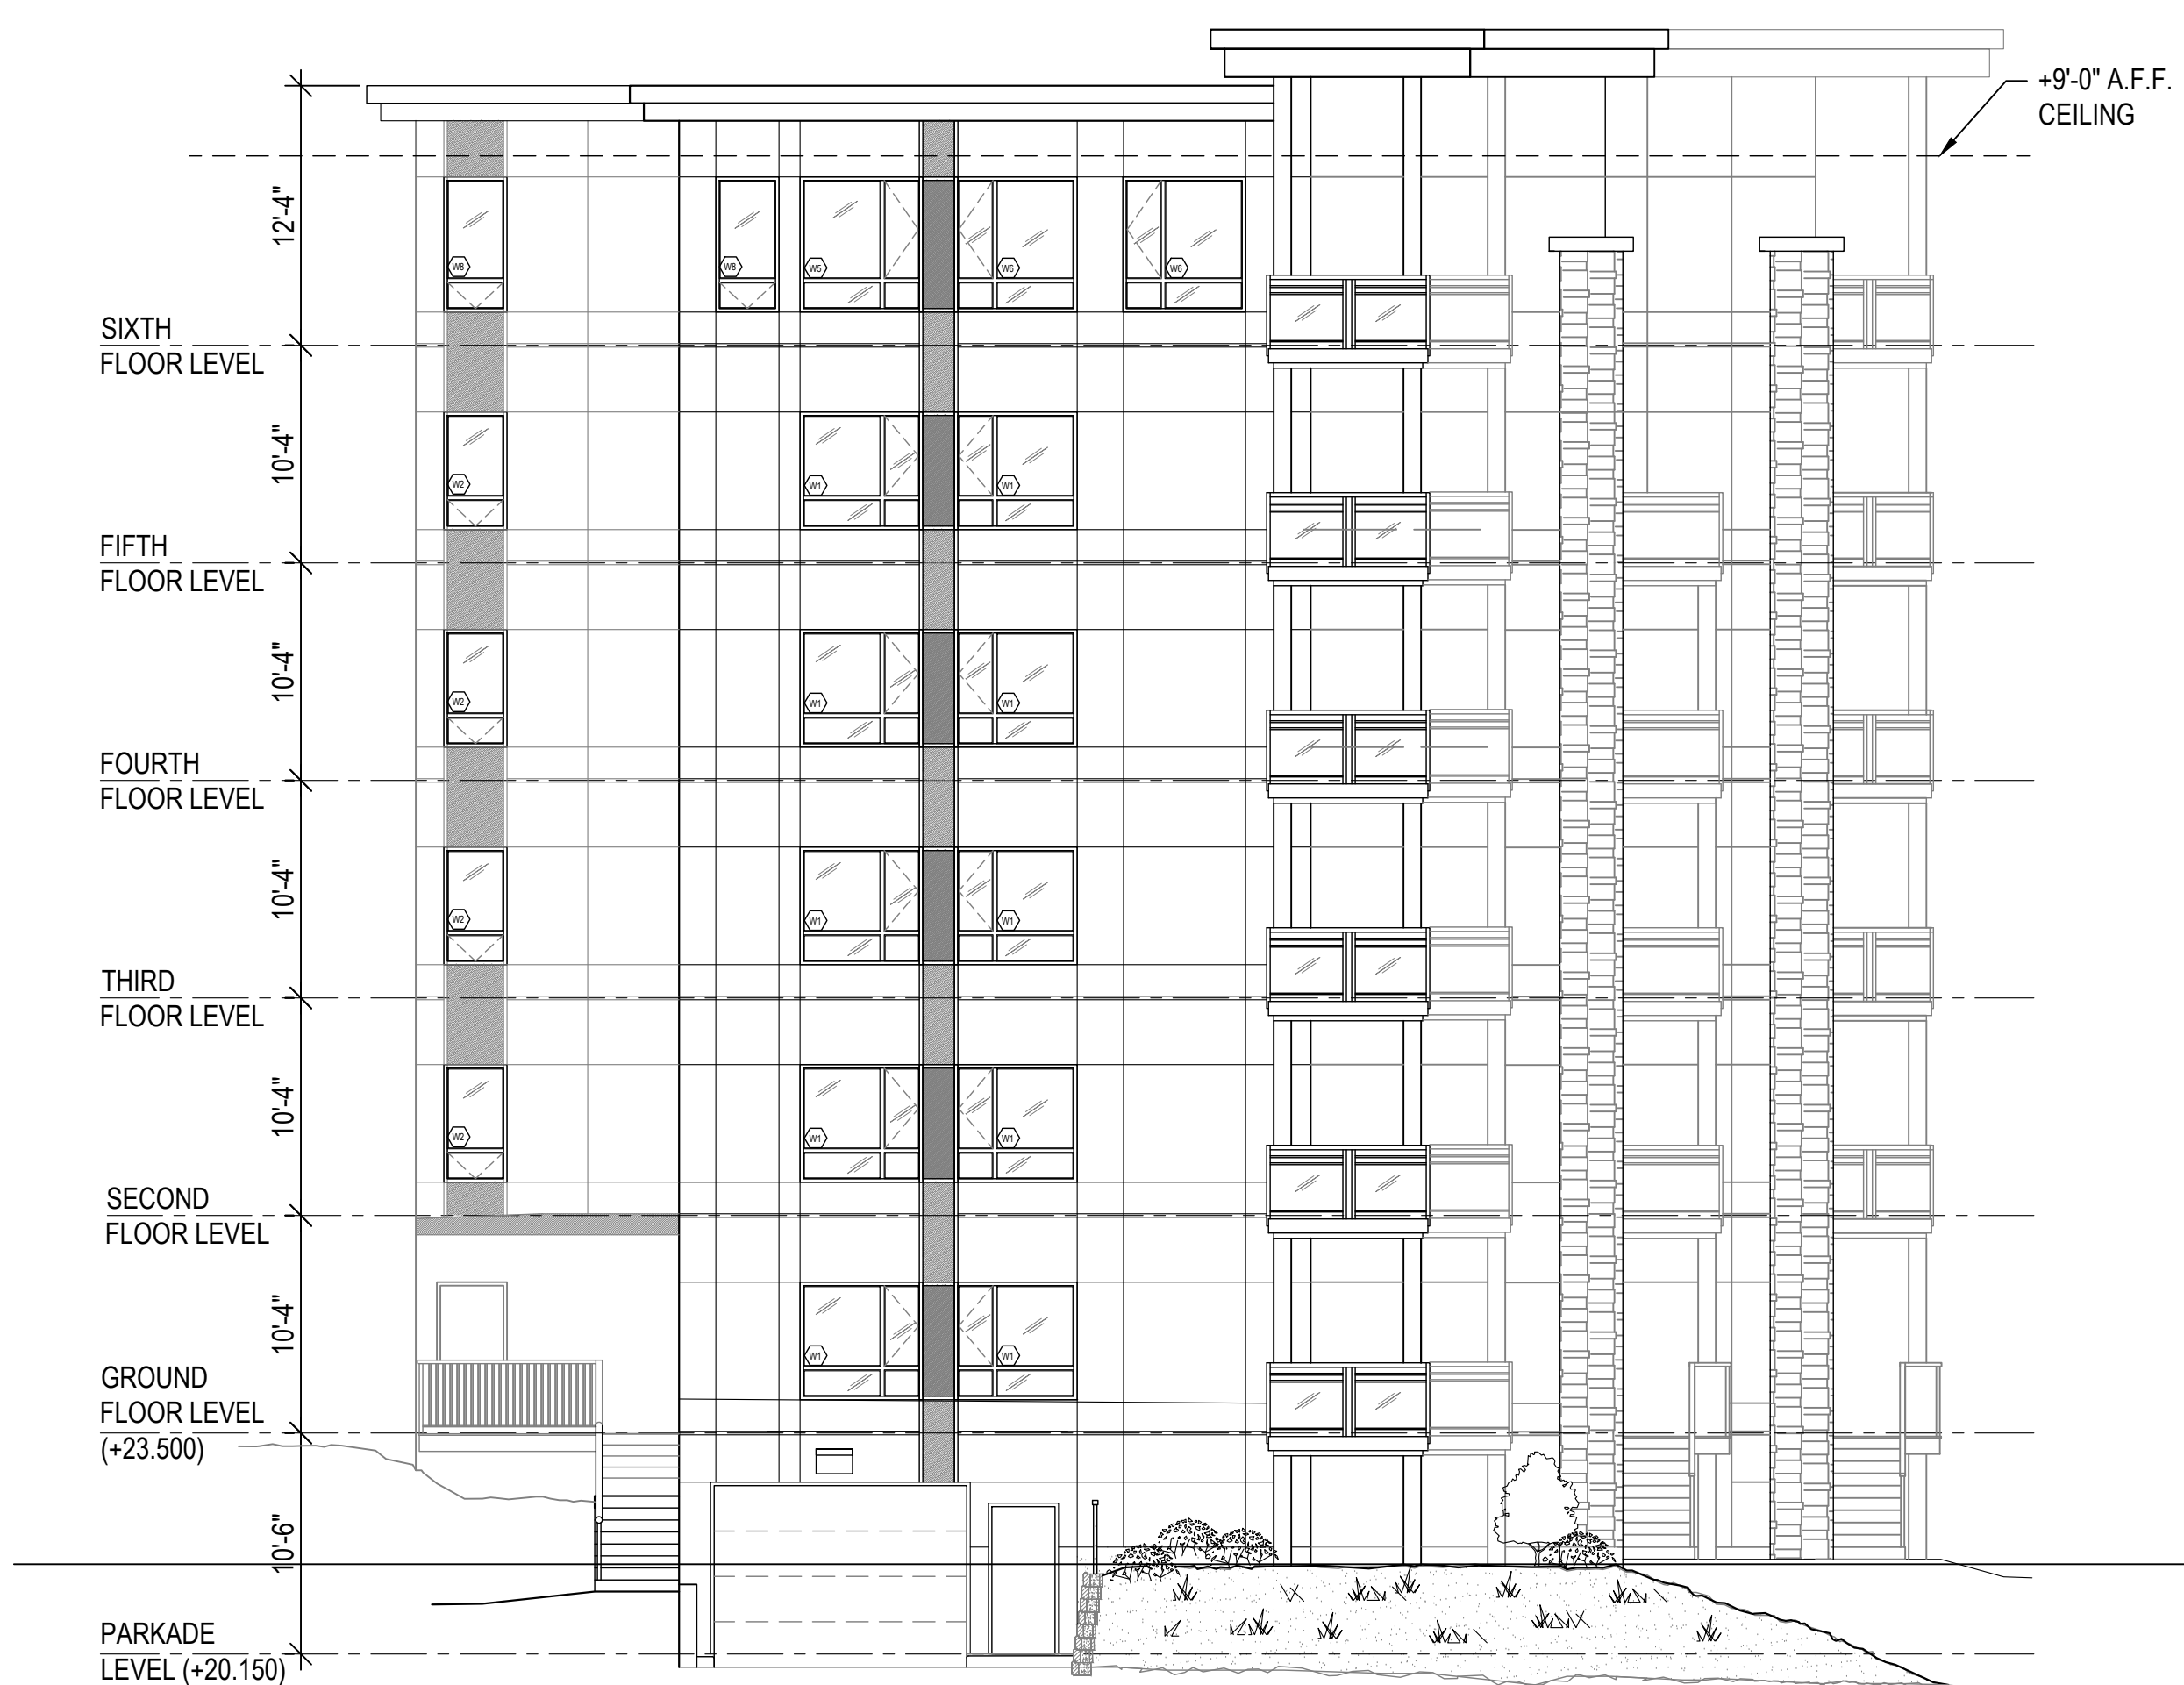 +9'-0" A.F.F.
CEILING
12'-4"
W8
W8
W5
W6
W6
SIXTH
FLOOR LEVEL
10'-4"
W2
W1
W1
FIFTH
FLOOR LEVEL
10'-4"
W2
W1
W1
FOURTH
FLOOR LEVEL
10'-4"
W2
W1
W1
THIRD
FLOOR LEVEL
10'-4"
W2
W1
W1
SECOND
FLOOR LEVEL
10'-4"
W1
W1
GROUND
FLOOR LEVEL
(+23.500)
10'-6"
PARKADE
LEVEL (+20.150)